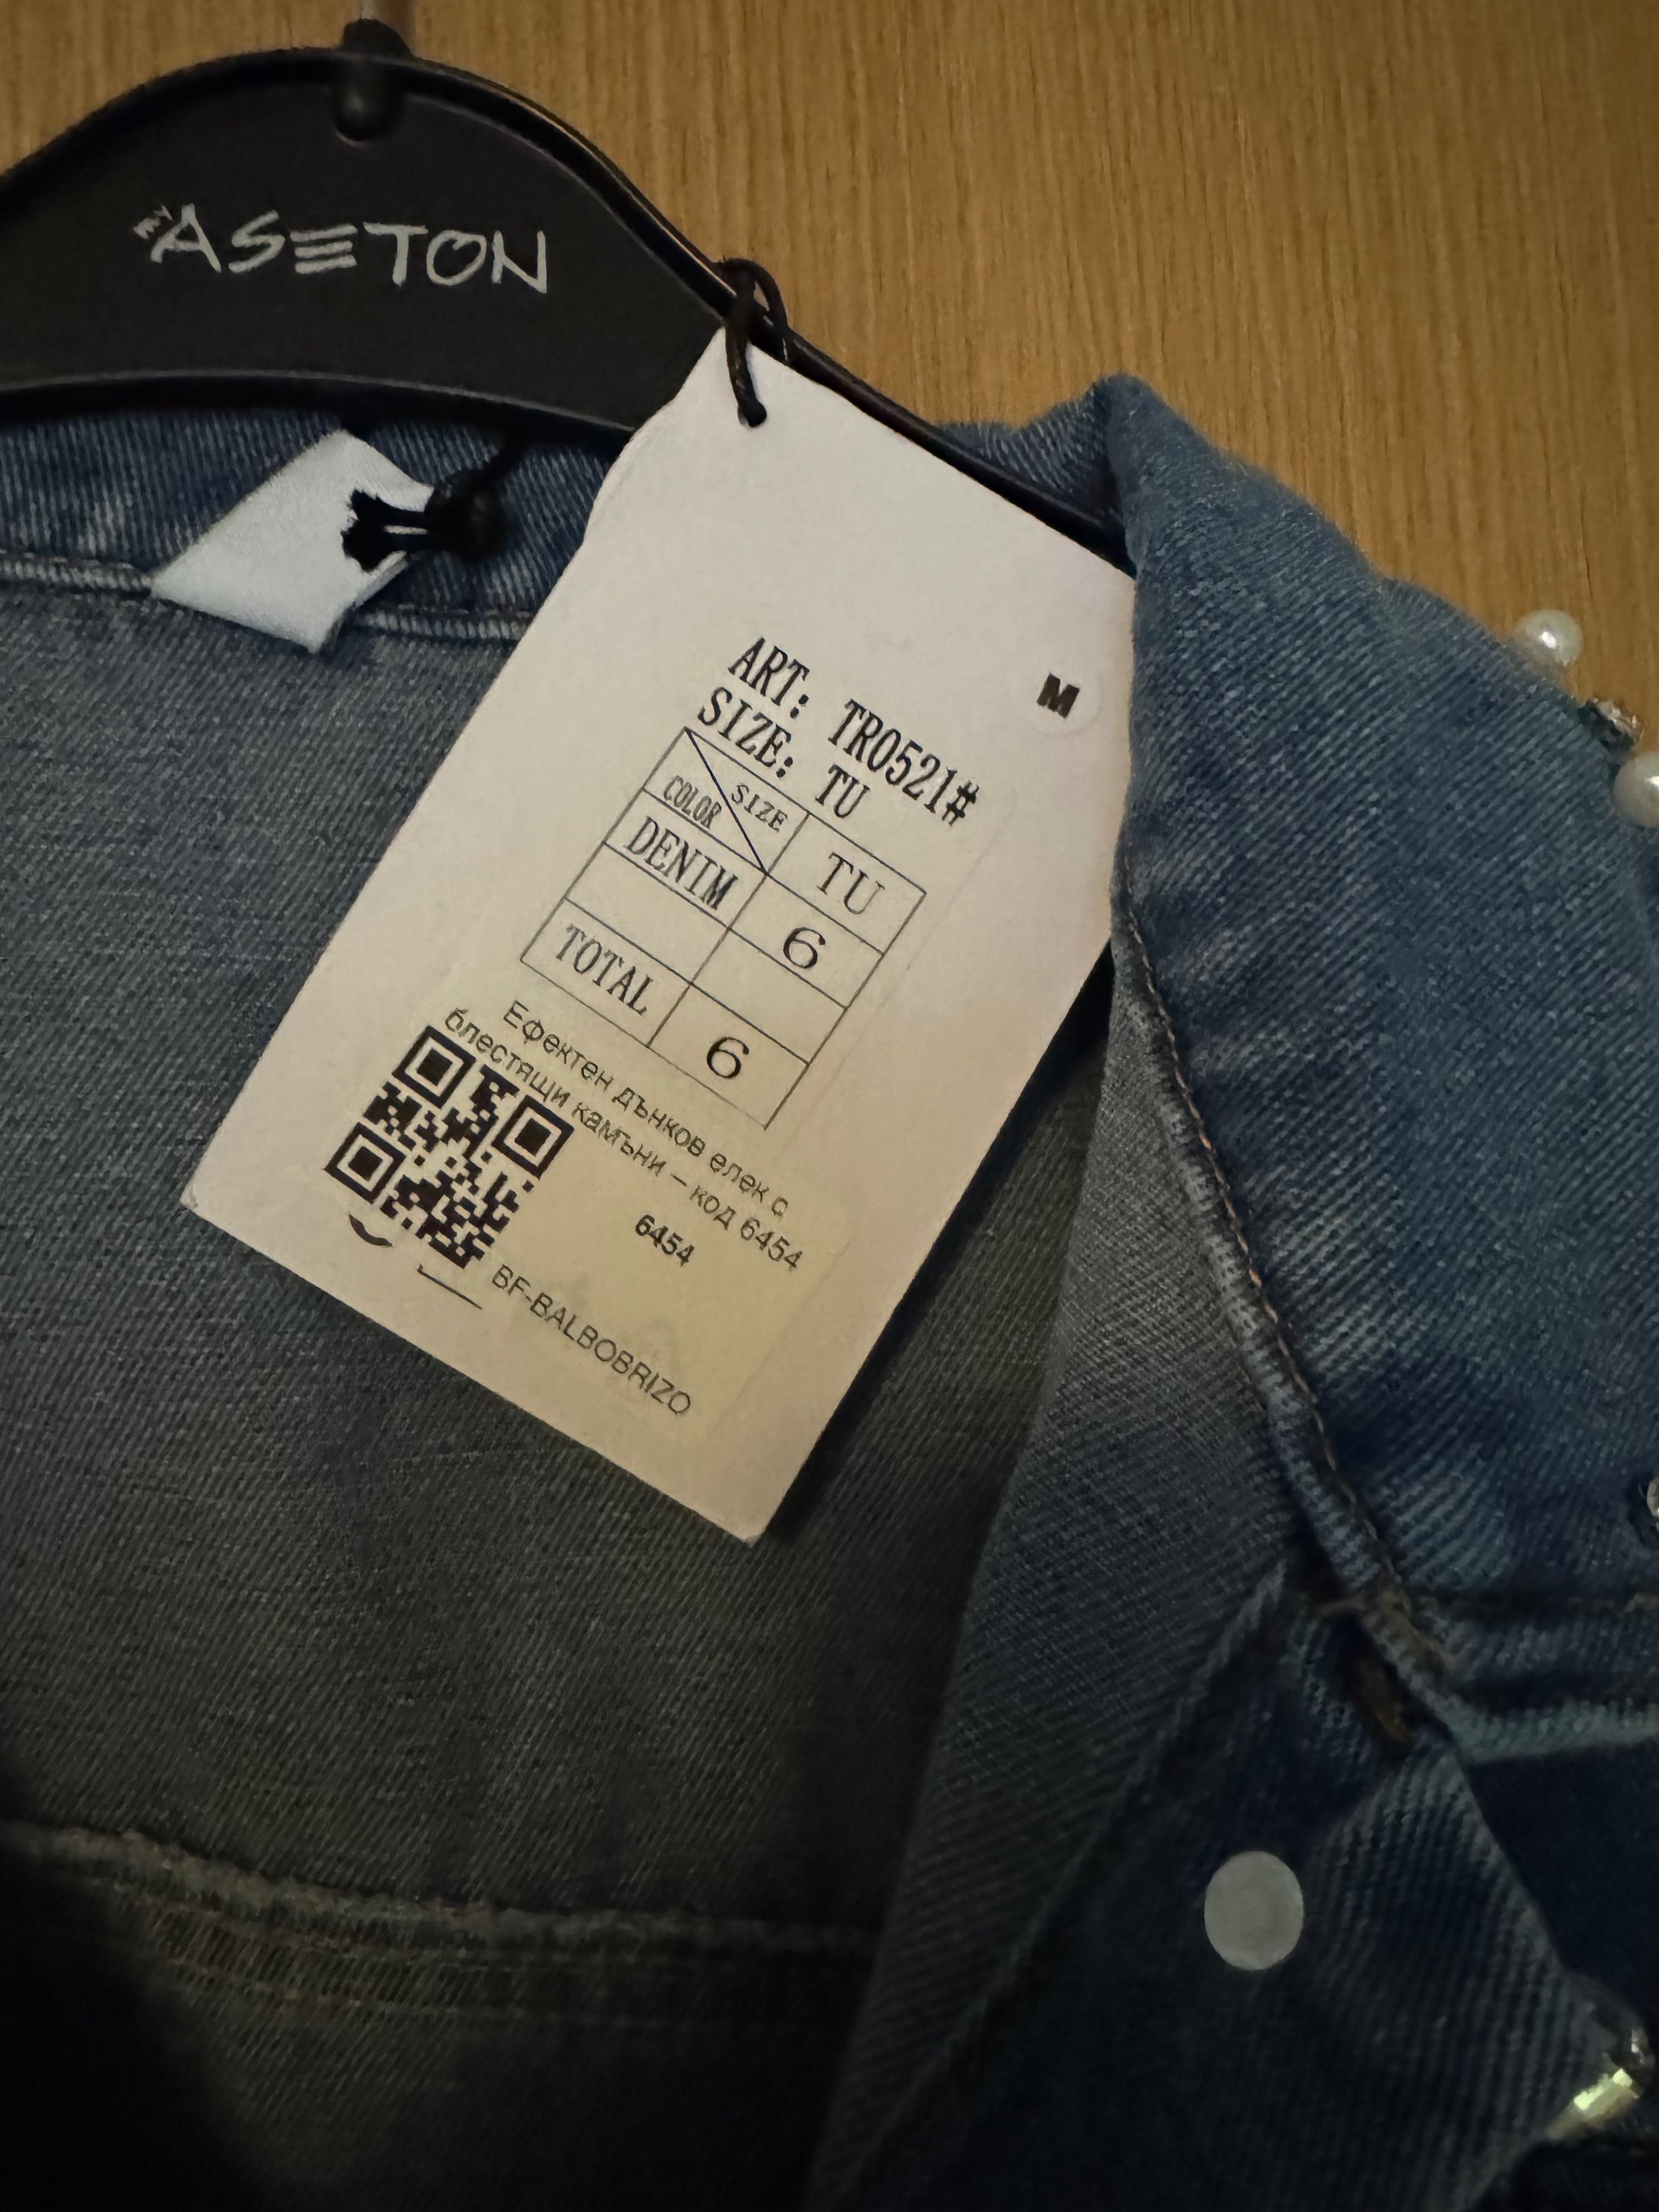 ASETON
M
ART: TR0521#
SIZE: TU
SIZE
COLOR
TU
DENIM
6
TOTAL
6
Ефектен дънков елек с
блестящи камъни – код 6454
6454
BF-BALBOBRIZO